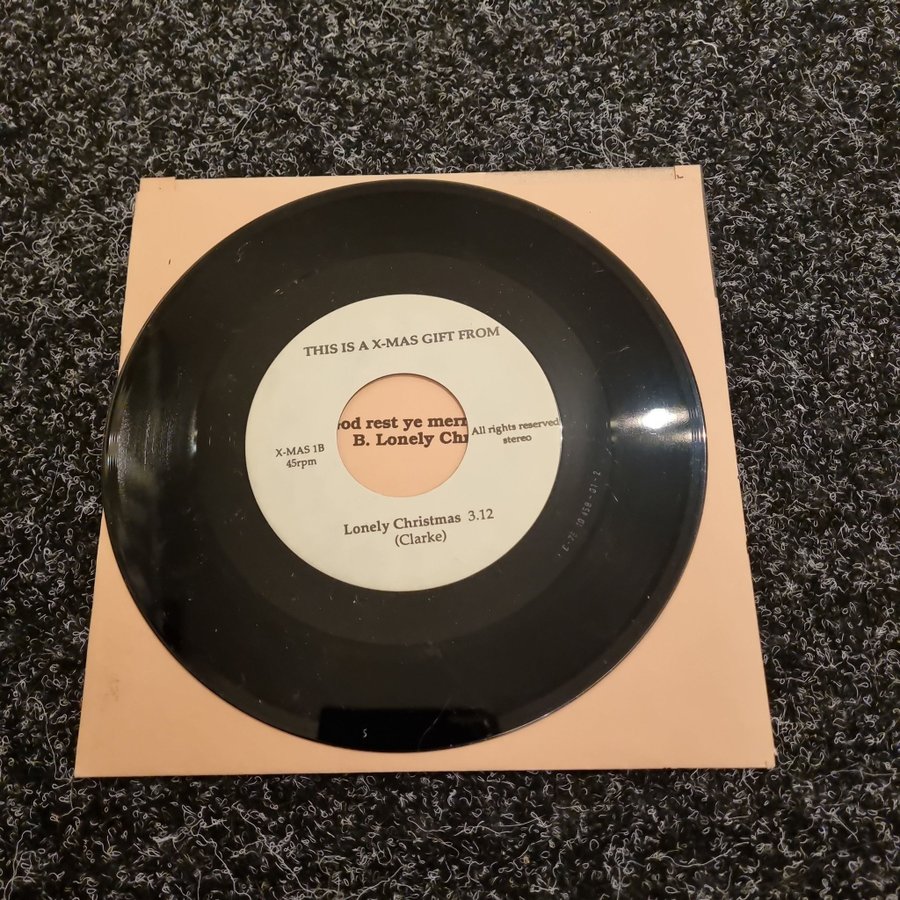 THIS IS A X-MAS GIFT FROM
od rest ye merr
B. Lonely Ch
X-MAS 1B
45rpm
All rights reserved
stereo
Lonely Christmas 3.12
(Clarke)